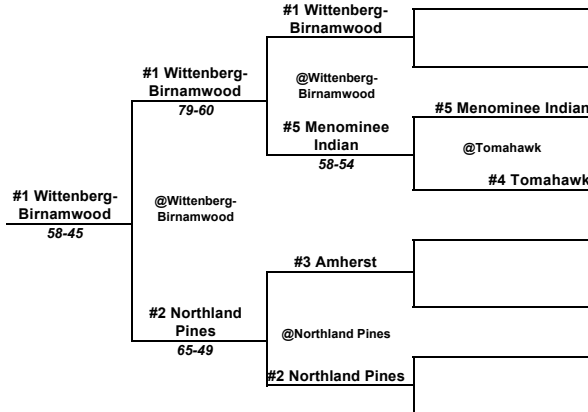 #1 Wittenberg-
Birnamwood
#1 Wittenberg-
Birnamwood
79-60
@Wittenberg-
Birnamwood
#5 Menominee Indian
#5 Menominee
Indian
58-54
@Tomahawk
#4 Tomahawk
#1 Wittenberg-
Birnamwood
58-45
@Wittenberg-
Birnamwood
#3 Amherst
#2 Northland
Pines
65-49
@Northland Pines
#2 Northland Pines